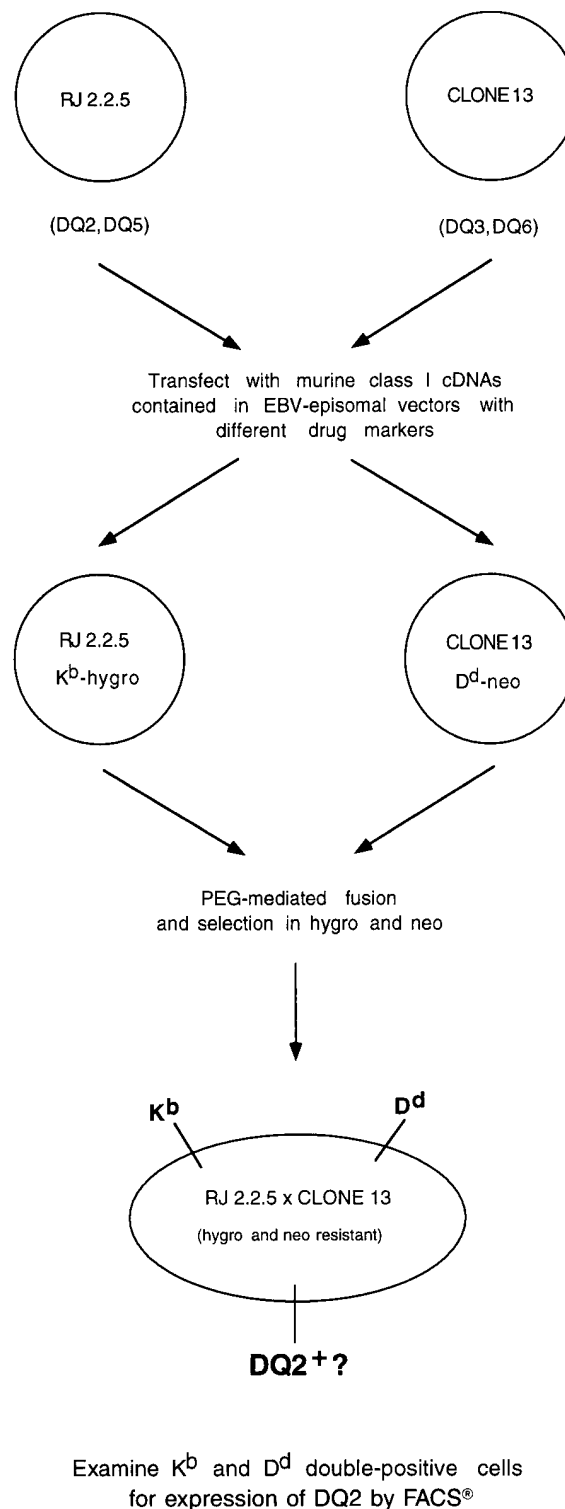 RJ 2.2.5
CLONE 13
(DQ2, DQ5)
(DQ3, DQ6)
Transfect with murine class I cDNAs
contained in EBV-episomal vectors with
different drug markers
RJ 2.2.5
Kb-hygro
CLONE 13
Dd-neo
PEG-mediated fusion
and selection in hygro and neo
Kb
Dd
RJ 2.2.5 x CLONE 13
(hygro and neo resistant)
DQ2+?
Examine Kb and Dd double-positive cells
for expression of DQ2 by FACS®